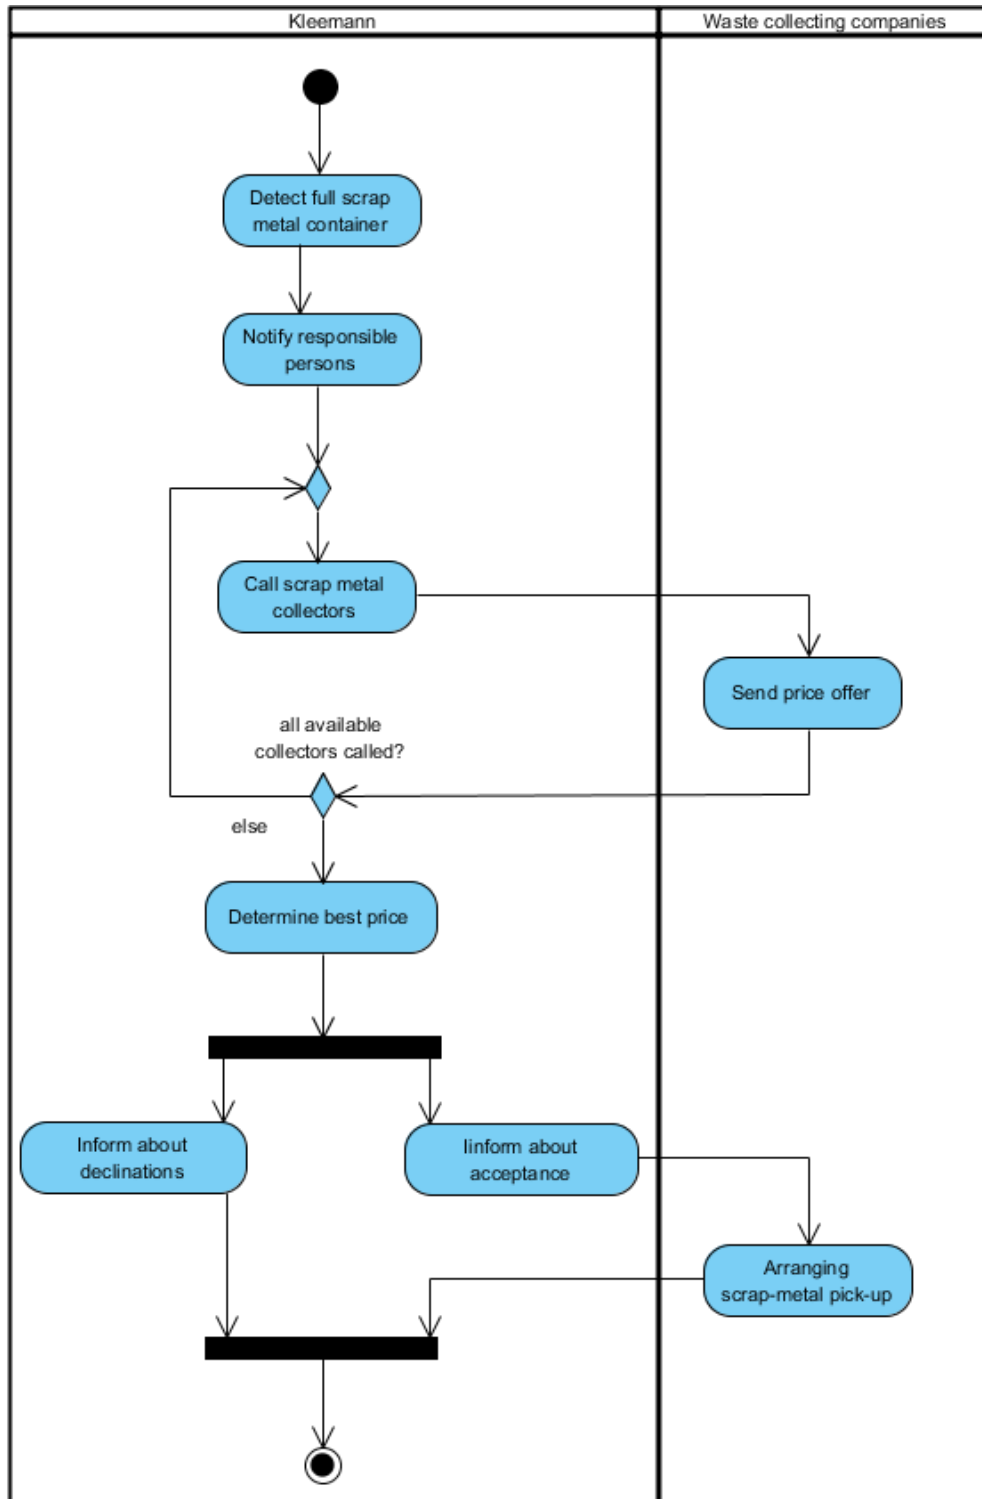 Kleemann
Waste collecting companies
Detect full scrap
metal container
Notify responsible
persons
Call scrap metal
collectors
Send price offer
all available
collectors called?
else
Determine best price
Inform about
declinations
Iinform about
acceptance
Arranging
scrap-metal pick-up